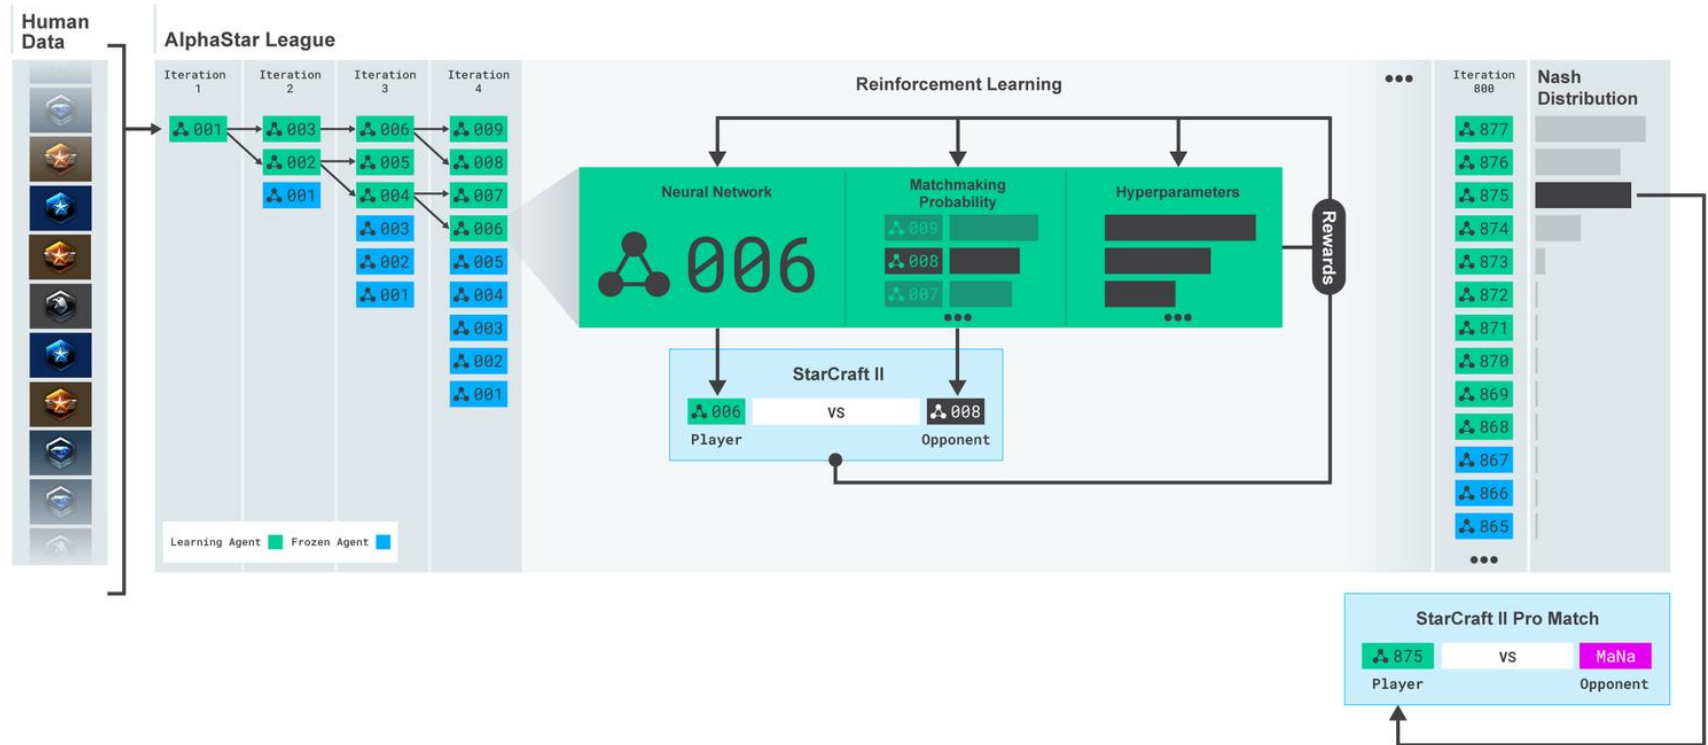 Human
Data
AlphaStar League
Iteration
1
Iteration
2
Iteration
3
Iteration
4
001
003
002
001
006
005
004
003
002
001
009
008
007
006
005
004
003
002
001
Learning Agent
Frozen Agent
Reinforcement Learning
Neural Network
006
Matchmaking
Probability
009
008
007
•••
Hyperparameters
•••
Rewards
StarCraft II
006
VS
008
Player
Opponent
•••
Iteration
800
877
876
875
874
873
872
871
870
869
868
867
866
865
•••
Nash
Distribution
StarCraft II Pro Match
875
VS
MaNa
Player
Opponent